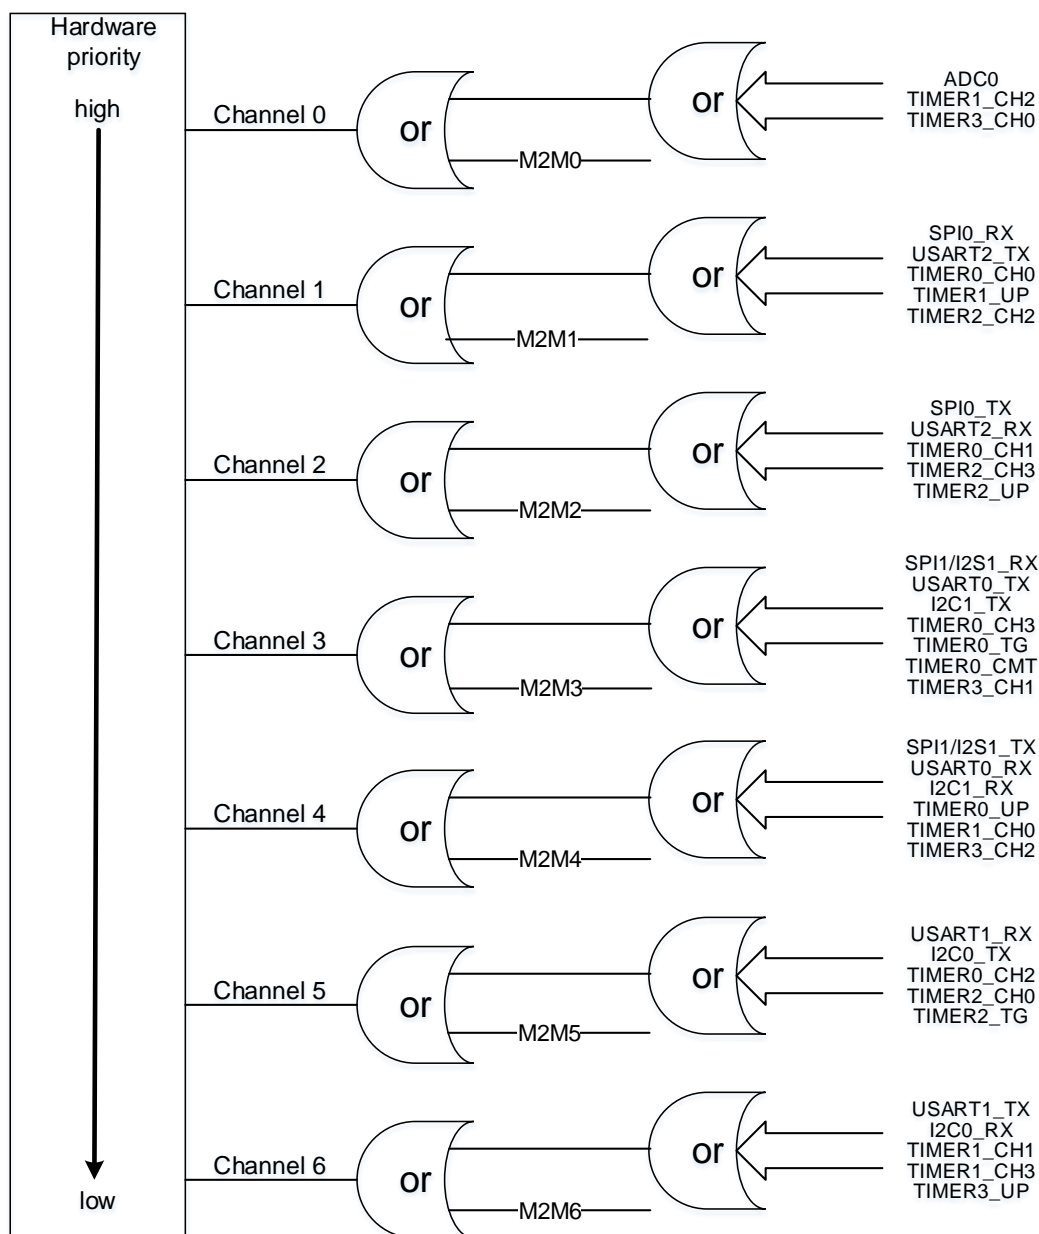 Hardware
priority
high
low
Channel 0
or
M2M0
or
ADC0
TIMER1_CH2
TIMER3_CH0
Channel 1
or
M2M1
or
SPI0_RX
USART2_TX
TIMER0_CH0
TIMER1_UP
TIMER2_CH2
Channel 2
or
M2M2
or
SPI0_TX
USART2_RX
TIMER0_CH1
TIMER2_CH3
TIMER2_UP
Channel 3
or
M2M3
or
SPI1/I2S1_RX
USART0_TX
I2C1_TX
TIMER0_CH3
TIMER0_TG
TIMER0_CMT
TIMER3_CH1
Channel 4
or
M2M4
or
SPI1/I2S1_TX
USART0_RX
I2C1_RX
TIMER0_UP
TIMER1_CH0
TIMER3_CH2
Channel 5
or
M2M5
or
USART1_RX
I2C0_TX
TIMER0_CH2
TIMER2_CH0
TIMER2_TG
Channel 6
or
M2M6
or
USART1_TX
I2C0_RX
TIMER1_CH1
TIMER1_CH3
TIMER3_UP